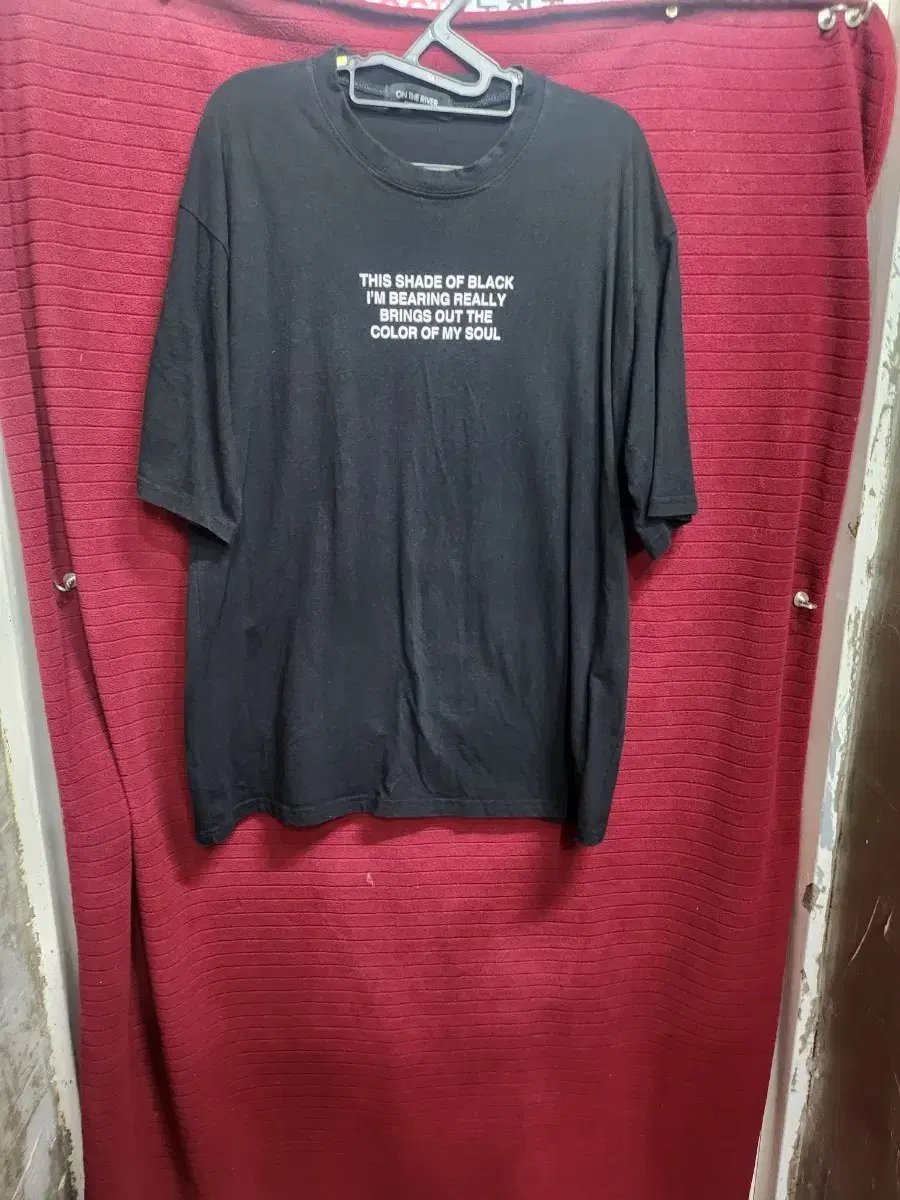 ON THE RIVER
THIS SHADE OF BLACK
I'M BEARING REALLY
BRINGS OUT THE
COLOR OF MY SOUL